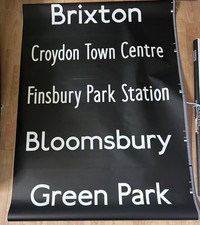 Brixton
Croydon Town Centre
Finsbury Park Station
Bloomsbury
Green Park